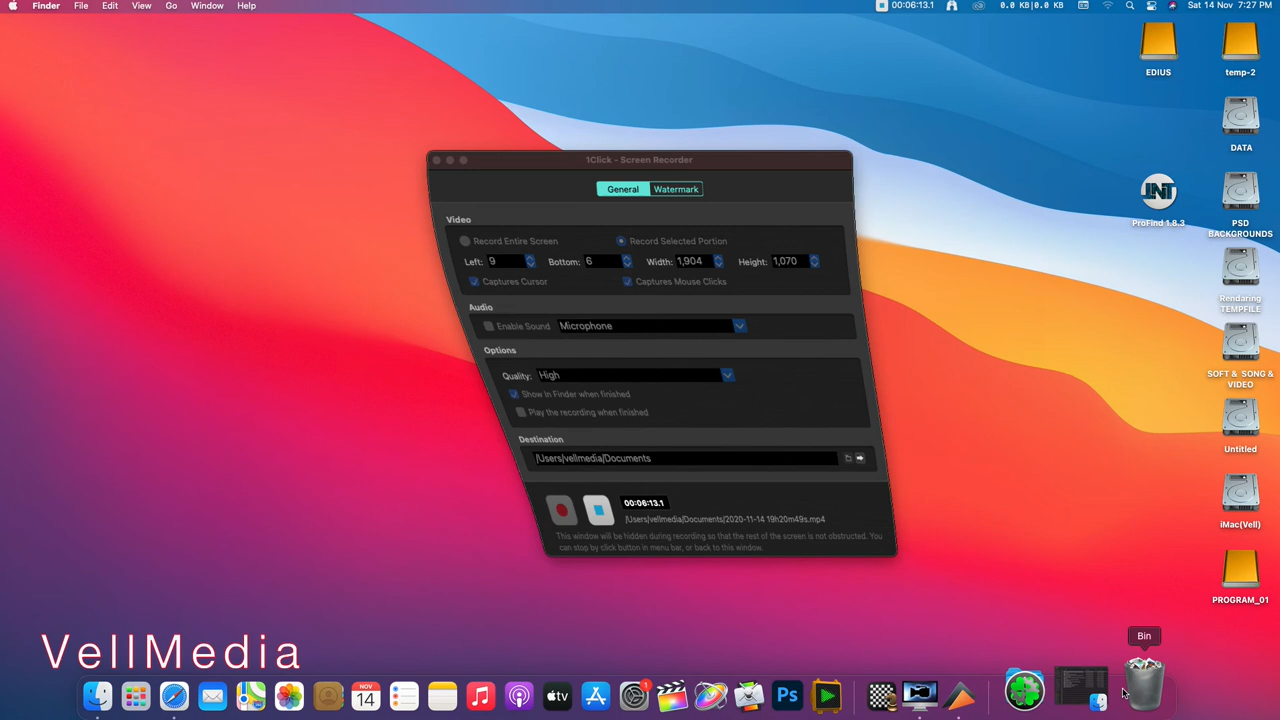 Finder File Edit View Go Window Help 00:06:13.1 0.0 KB|0.0 KB Sat 14 Nov 7:27 PM
EDIUS
temp-2
DATA
ProFind 1.8.3
PSD
BACKGROUNDS
Rendaring
TEMPFILE
SOFT & SONG &
VIDEO
Untitled
iMac(Vell)
PROGRAM_01
1Click - Screen Recorder
General Watermark
Video
Record Entire Screen Record Selected Portion
Left: 9 Bottom: 6 Width: 1,904 Height: 1,070
Captures Cursor Captures Mouse Clicks
Audio
Enable Sound Microphone
Options
Quality: High
Show In Finder when finished
Play the recording when finished
Destination
/Users/vellmedia/Documents
00:06:13.1
/Users/vellmedia/Documents/2020-11-14 19h20m49s.mp4
This window will be hidden during recording so that the rest of the screen is not obstructed. You
can stop by click button in menu bar, or back to this window.
VellMedia
Bin
NOV
14
tv
1
Ps